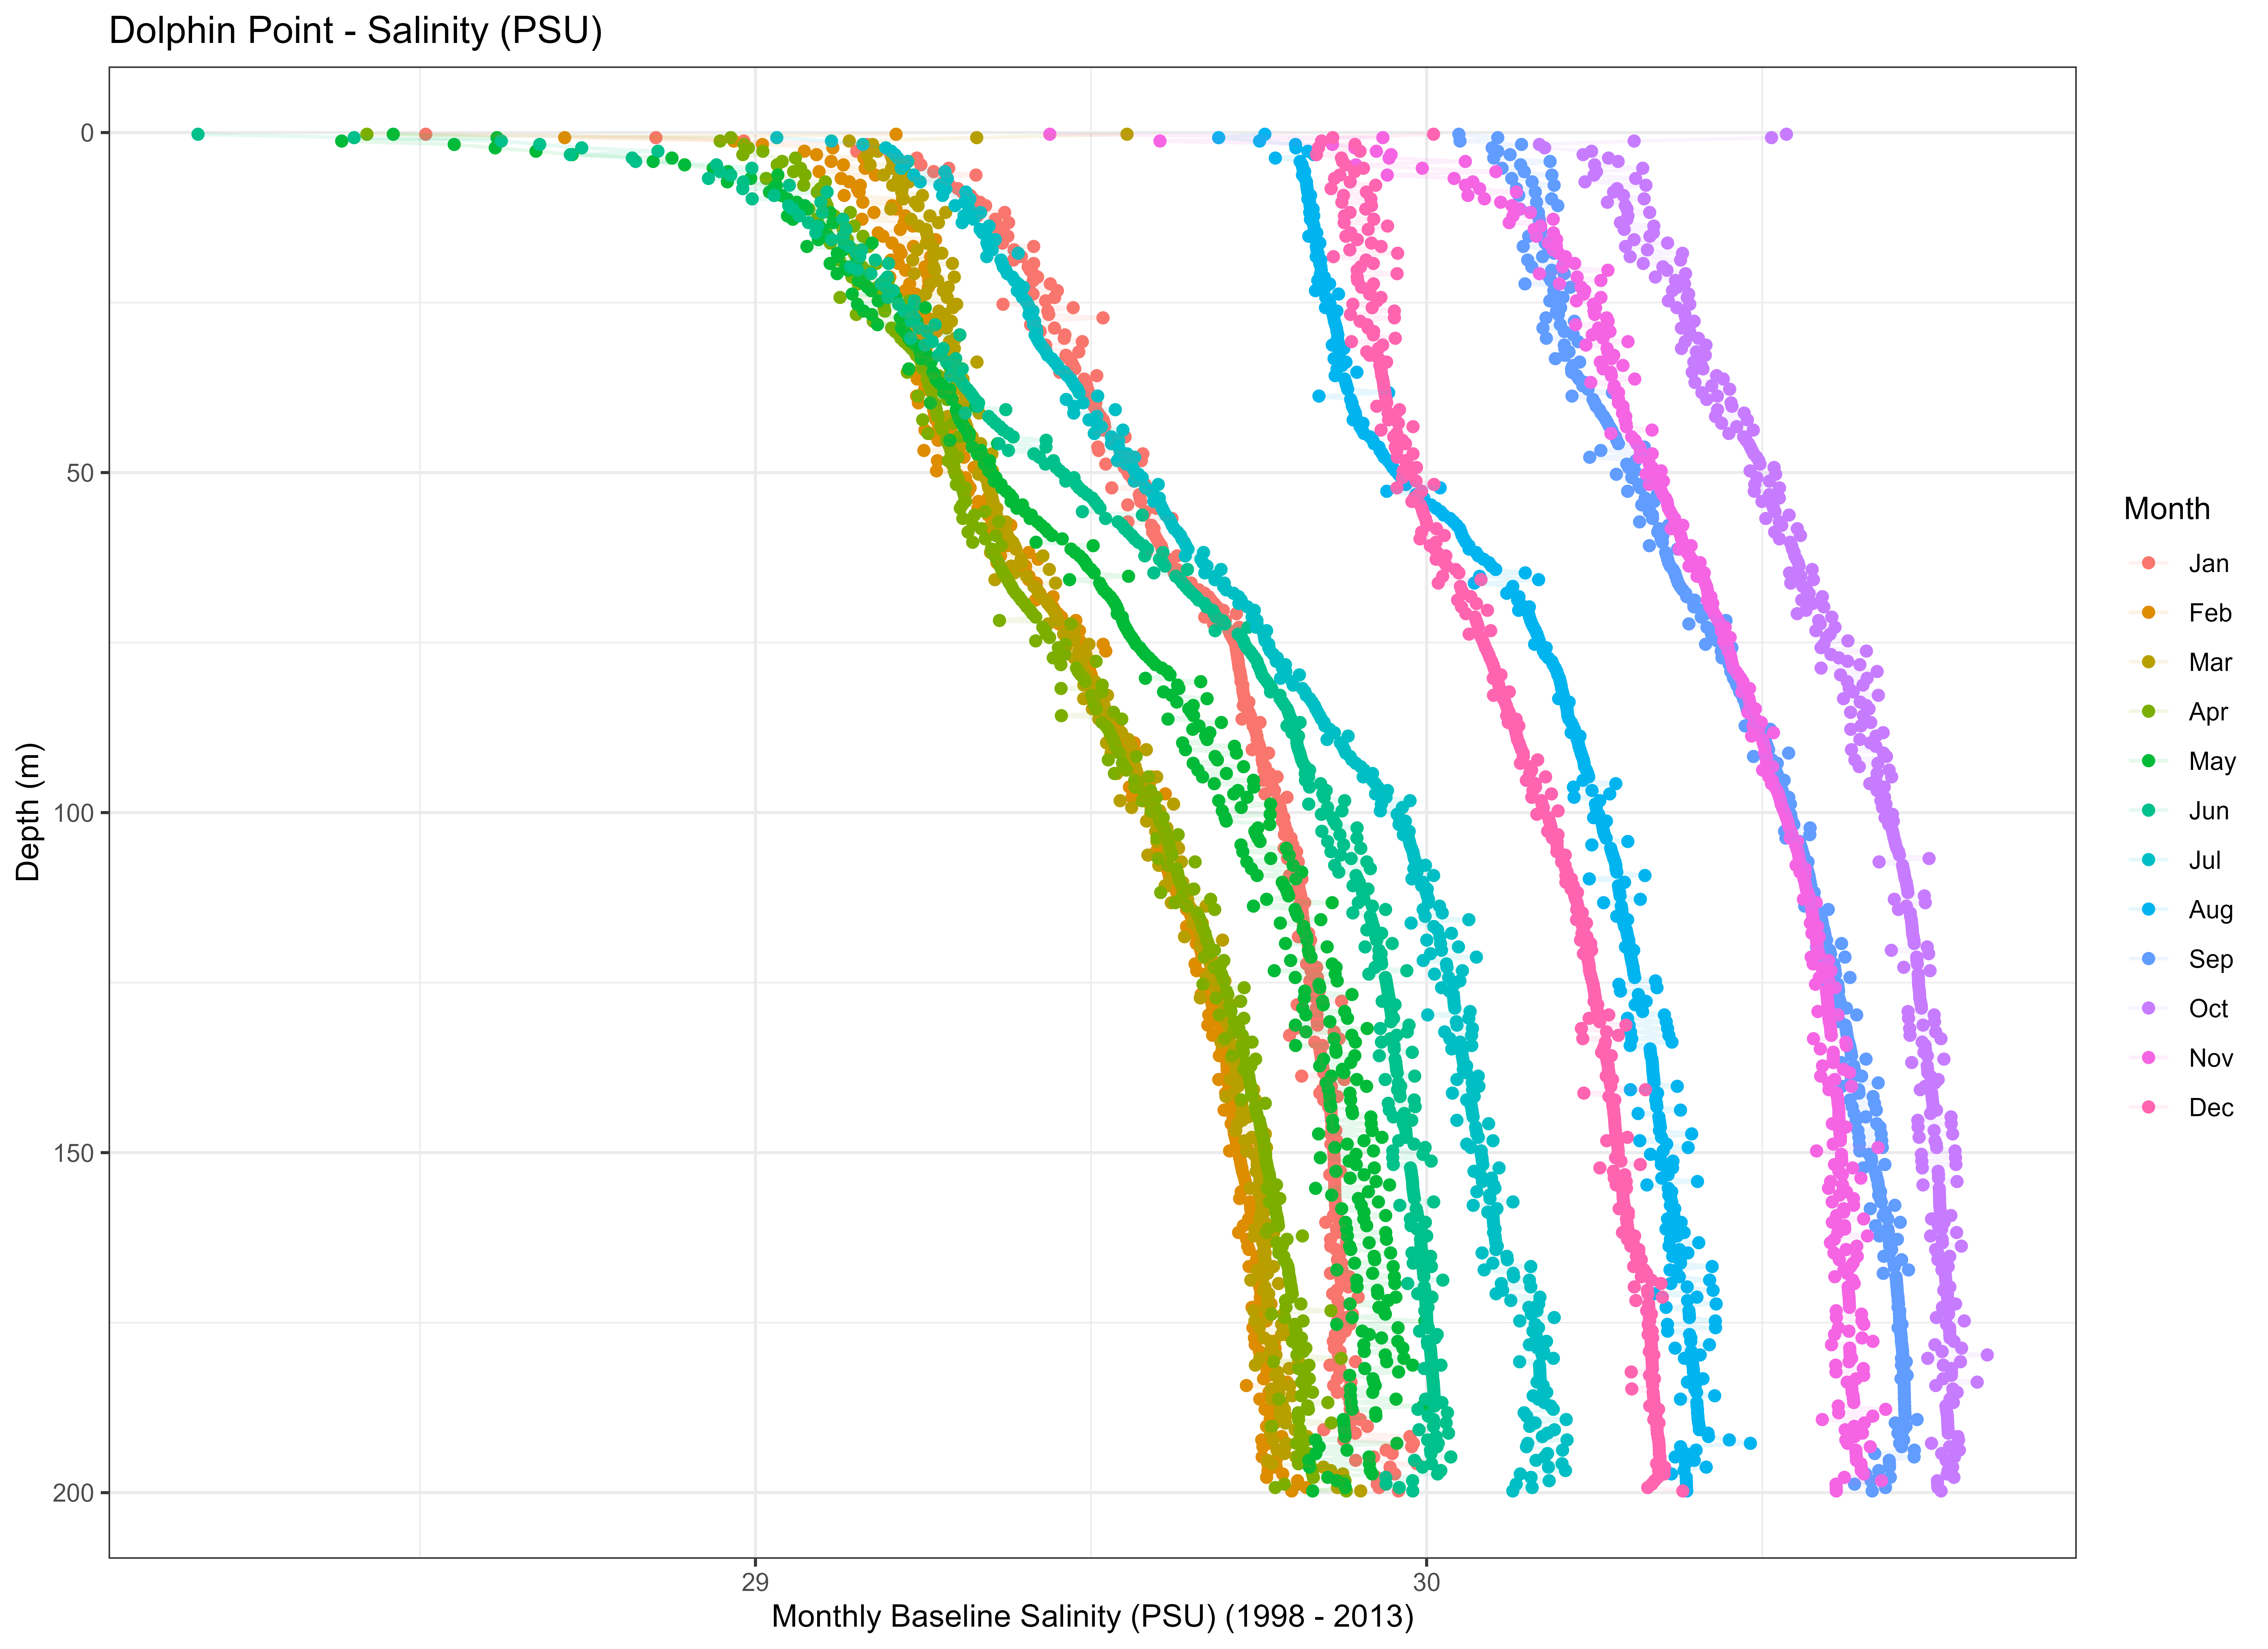 Dolphin Point - Salinity (PSU)
0
50
100
150
200
Depth (m)
29
30
Monthly Baseline Salinity (PSU) (1998 - 2013)
Month
Jan
Feb
Mar
Apr
May
Jun
Jul
Aug
Sep
Oct
Nov
Dec